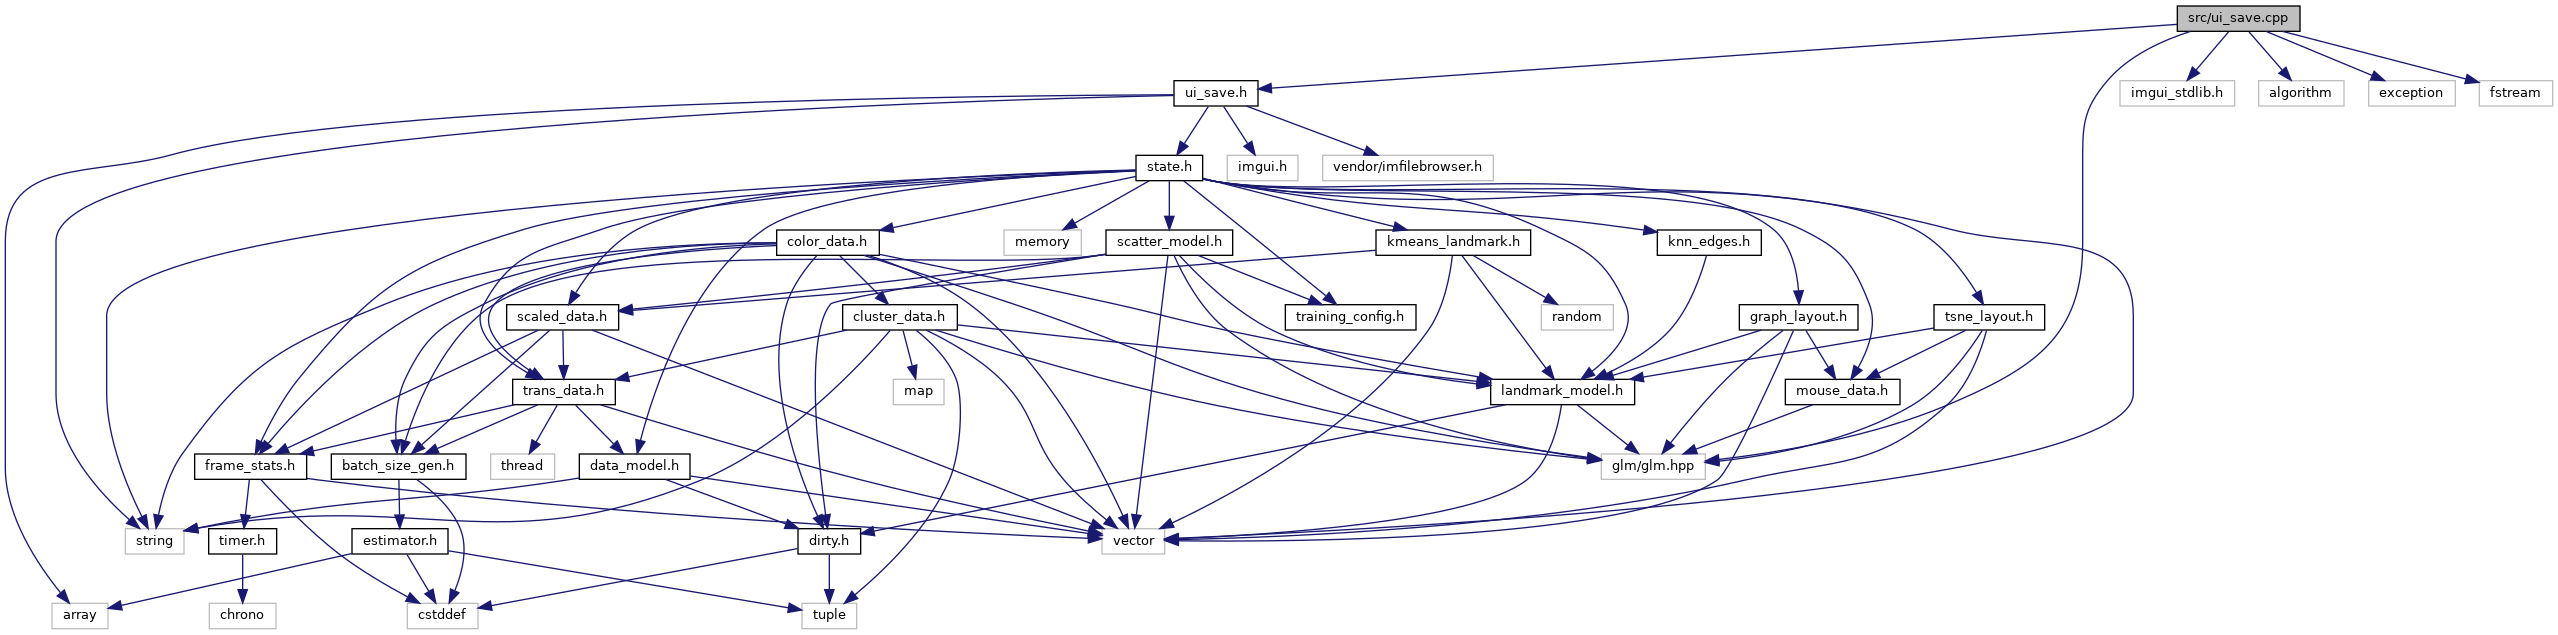 src/ui_save.cpp
ui_save.h
imgui_stdlib.h
algorithm
exception
fstream
state.h
imgui.h
vendor/imfilebrowser.h
color_data.h
memory
scatter_model.h
kmeans_landmark.h
knn_edges.h
scaled_data.h
cluster_data.h
training_config.h
random
graph_layout.h
tsne_layout.h
trans_data.h
map
landmark_model.h
mouse_data.h
frame_stats.h
batch_size_gen.h
thread
data_model.h
glm/glm.hpp
string
timer.h
estimator.h
dirty.h
vector
array
chrono
cstddef
tuple